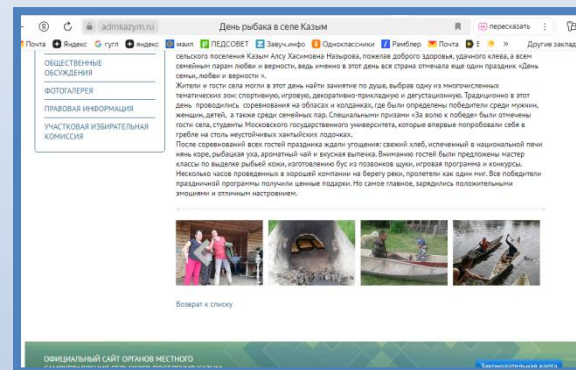 admkazym.ru
День рыбака в селе Казым
пересказать
Почта Яндекс гугл яндекс маил ПЕДСОВЕТ Завуч.инфо Одноклассники Рамблер Почта
Другие заклад
ОБЩЕСТВЕННЫЕ
ОБСУЖДЕНИЯ
ФОТОГАЛЕРЕЯ
ПРАВОВАЯ ИНФОРМАЦИЯ
УЧАСТКОВАЯ ИЗБИРАТЕЛЬНАЯ
КОМИССИЯ
сельского поселения Казым Алсу Хасимовна Назырова, пожелав доброго здоровья, удачного клева, а всем
семейным парам любви и верности, ведь именно в этот день вся страна отмечала еще один праздник «День
семьи, любви и верности ».
Жители и гости села могли в этот день найти занятие по душе, выбрав одну из многочисленных
тематических зон: спортивную, игровую, декоративно-прикладную и дегустационную. Традиционно в этот
день проводились соревнования на обласах и колданках, где были определены победители среди мужчин,
женщин, детей, а также среди семейных пар. Специальными призами «За волю к победе» были отмечены
гости села, студенты Московского государственного университета, которые впервые попробовали себя в
гребле на столь неустойчивых хантыйских лодочках.
После соревнований всех гостей праздника ждали угощения: свежий хлеб, испеченный в национальной печи
нянь коре, рыбацкая уха, ароматный чай и вкусная выпечка. Вниманию гостей были предложены мастер
классы по выделке рыбьей кожи, изготовлению бус из позвонков щуки, игровая программа и конкурсы.
Несколько часов проведенных в хорошей компании на берегу реки, пролетели как один миг. Все победители
праздничной программы получили ценные подарки. Но самое главное, зарядились положительными
эмоциями и отличным настроением.
Возврат к списку
ОФИЦИАЛЬНЫЙ САЙТ ОРГАНОВ МЕСТНОГО
САМОУПРАВЛЕНИЯ СЕЛЬСКОГО ПОСЕЛЕНИЯ КАЗЫМ
Законодательная карта